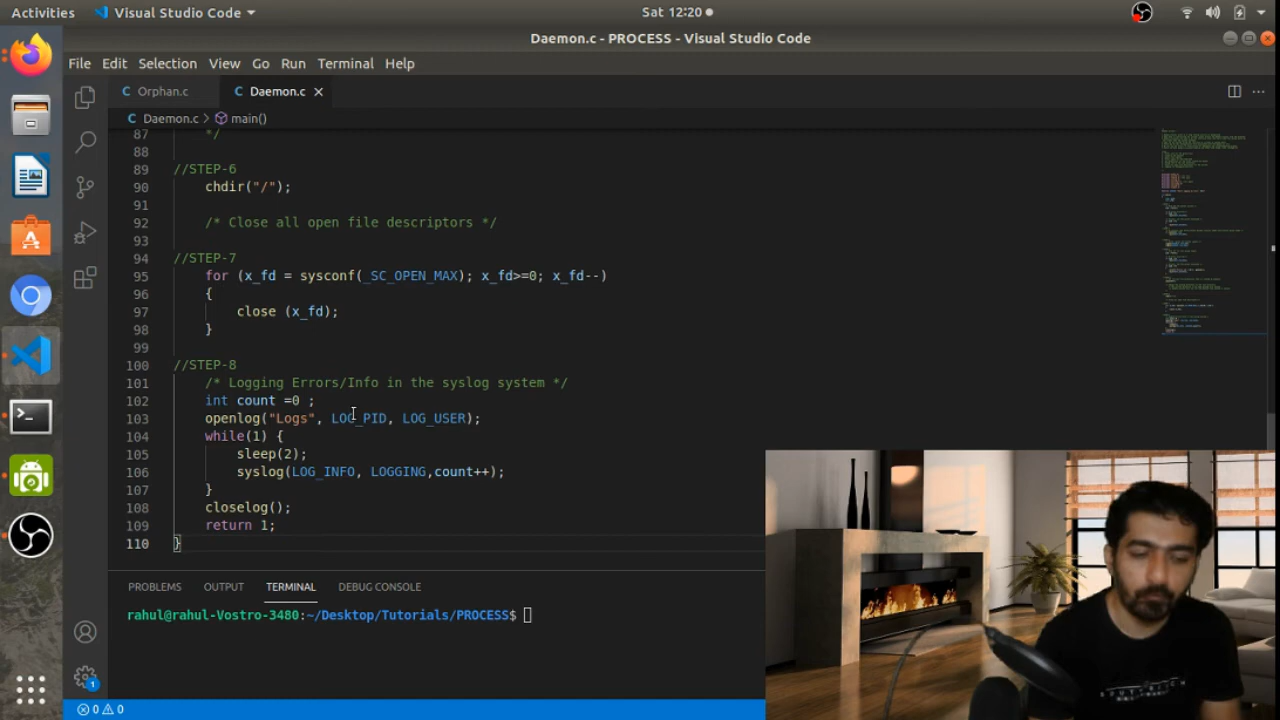 Activities
Visual Studio Code
Sat 12:20
Daemon.c - PROCESS - Visual Studio Code
File Edit Selection View Go Run Terminal Help
C Orphan.c
C Daemon.c
C Daemon.c > main()
87 */
88
89 //STEP-6
90 chdir("/");
91
92 /* Close all open file descriptors */
93
94 //STEP-7
95 for (x_fd = sysconf(_SC_OPEN_MAX); x_fd>=0; x_fd--)
96 {
97 close (x_fd);
98 }
99
100 //STEP-8
101 /* Logging Errors/Info in the syslog system */
102 int count =0 ;
103 openlog("Logs", LOG_PID, LOG_USER);
104 while(1) {
105 sleep(2);
106 syslog(LOG_INFO, LOGGING,count++);
107 }
108 closelog();
109 return 1;
110 }
PROBLEMS OUTPUT TERMINAL DEBUG CONSOLE
rahul@rahul-Vostro-3480:~/Desktop/Tutorials/PROCESS$
1
0 0